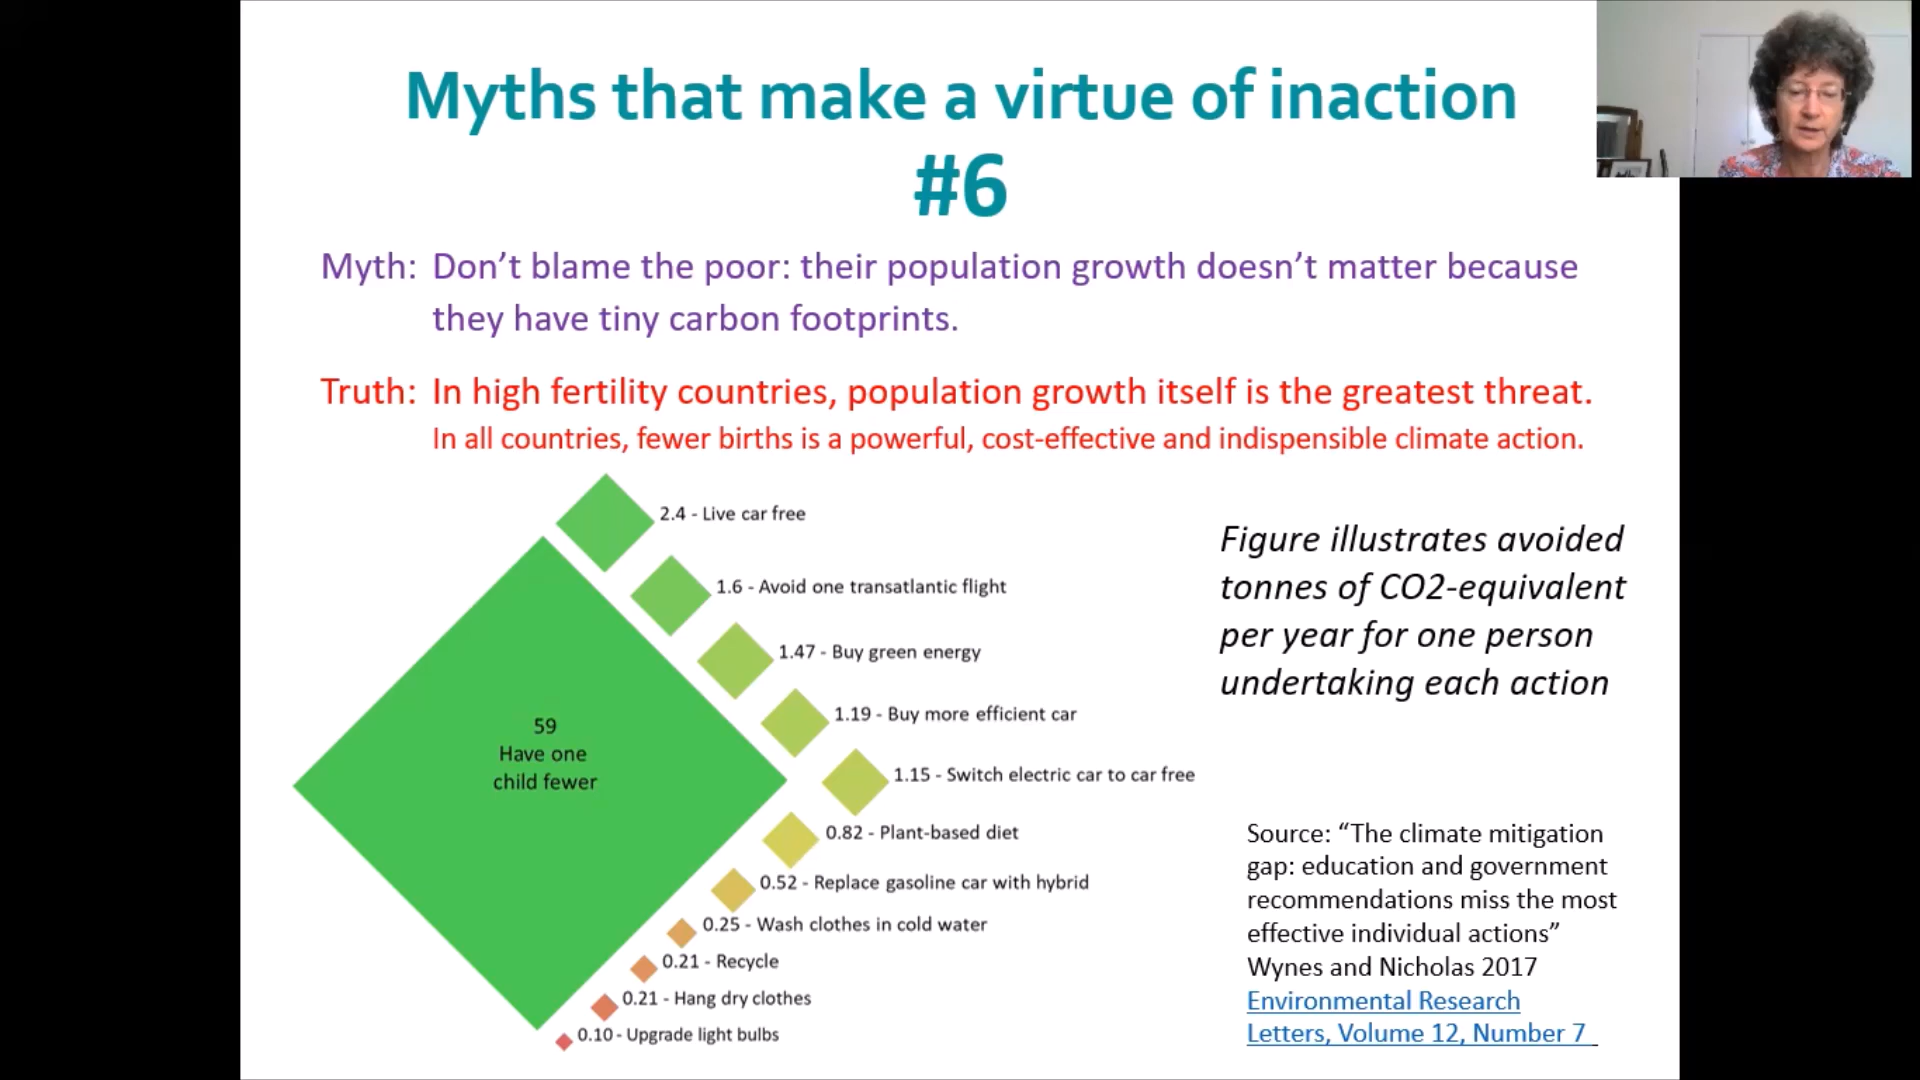 Myths that make a virtue of inaction
#6
Myth: Don’t blame the poor: their population growth doesn’t matter because
they have tiny carbon footprints.
Truth: In high fertility countries, population growth itself is the greatest threat.
In all countries, fewer births is a powerful, cost-effective and indispensible climate action.
2.4 - Live car free
1.6 - Avoid one transatlantic flight
1.47 - Buy green energy
1.19 - Buy more efficient car
1.15 - Switch electric car to car free
0.82 - Plant-based diet
0.52 - Replace gasoline car with hybrid
0.25 - Wash clothes in cold water
0.21 - Recycle
0.21 - Hang dry clothes
0.10 - Upgrade light bulbs
59
Have one
child fewer
Figure illustrates avoided
tonnes of CO2-equivalent
per year for one person
undertaking each action
Source: “The climate mitigation
gap: education and government
recommendations miss the most
effective individual actions”
Wynes and Nicholas 2017
Environmental Research
Letters, Volume 12, Number 7